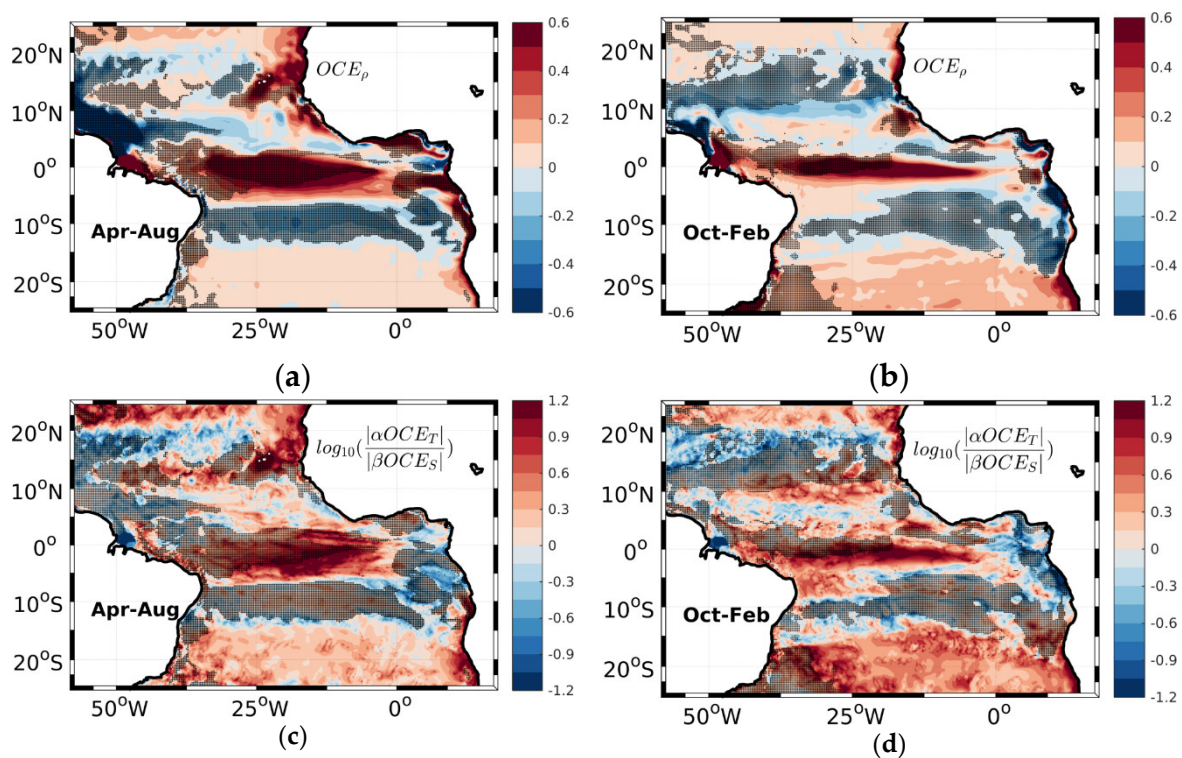 20°N
10°N
0°
10°S
20°S
50°W
25°W
0°
OCE_ρ
Apr-Aug
0.6
0.4
0.2
0
-0.2
-0.4
-0.6
(a)
20°N
10°N
0°
10°S
20°S
50°W
25°W
0°
OCE_ρ
Oct-Feb
0.6
0.4
0.2
0
-0.2
-0.4
-0.6
(b)
20°N
10°N
0°
10°S
20°S
50°W
25°W
0°
log₁₀(|αOCE_T| / |βOCE_S|)
Apr-Aug
1.2
0.9
0.6
0.3
0
-0.3
-0.6
-0.9
-1.2
(c)
20°N
10°N
0°
10°S
20°S
50°W
25°W
0°
log₁₀(|αOCE_T| / |βOCE_S|)
Oct-Feb
1.2
0.9
0.6
0.3
0
-0.3
-0.6
-0.9
-1.2
(d)